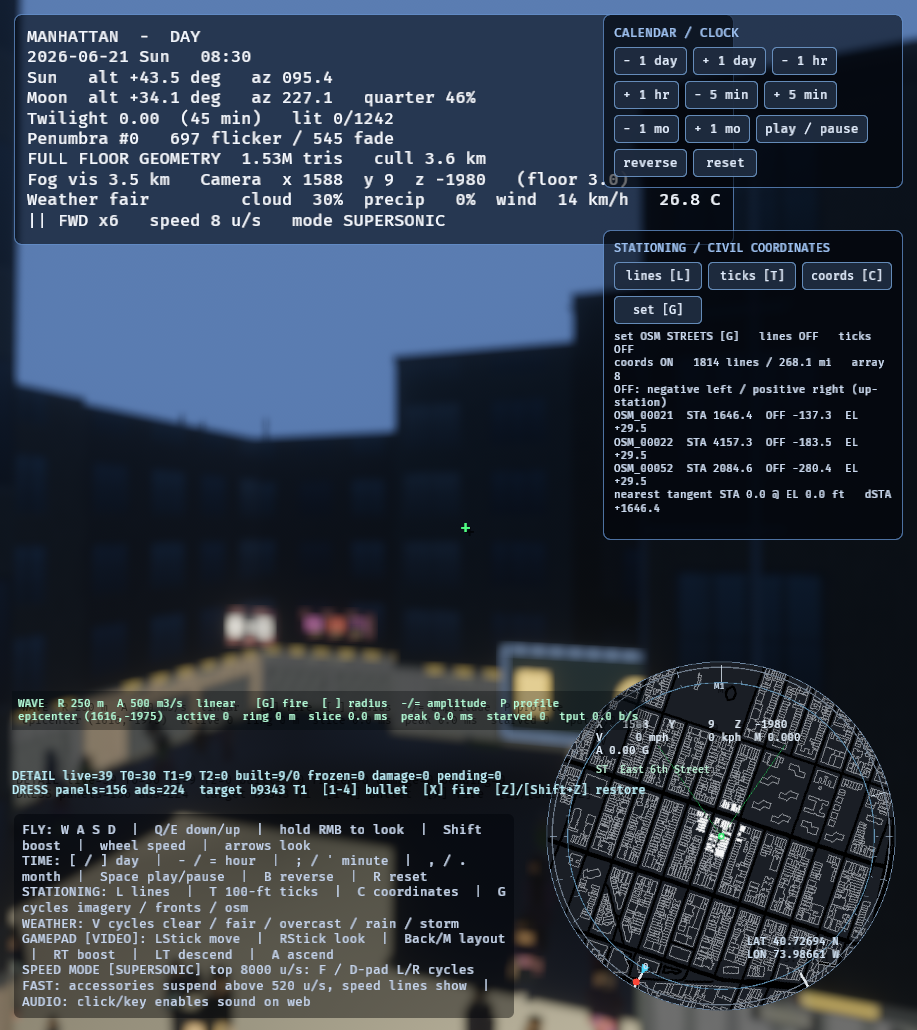 MANHATTAN - DAY
2026-06-21 Sun 08:30
Sun alt +43.5 deg az 095.4
Moon alt +34.1 deg az 227.1 quarter 46%
Twilight 0.00 (45 min) lit 0/1242
Penumbra #0 697 flicker / 545 fade
FULL FLOOR GEOMETRY 1.53M tris cull 3.6 km
Fog vis 3.5 km Camera x 1588 y 9 z -1980 (floor 3.0)
Weather fair cloud 30% precip 0% wind 14 km/h 26.8 C
|| FWD x6 speed 8 u/s mode SUPERSONIC
CALENDAR / CLOCK
- 1 day + 1 day - 1 hr
+ 1 hr - 5 min + 5 min
- 1 mo + 1 mo play / pause
reverse reset
STATIONING / CIVIL COORDINATES
lines [L] ticks [T] coords [C]
set [G]
set OSM STREETS [G] lines OFF ticks
OFF
coords ON 1814 lines / 268.1 mi array
8
OFF: negative left / positive right (up-
station)
OSM_00021 STA 1646.4 OFF -137.3 EL
+29.5
OSM_00022 STA 4157.3 OFF -183.5 EL
+29.5
OSM_00052 STA 2084.6 OFF -280.4 EL
+29.5
nearest tangent STA 0.0 @ EL 0.0 ft dSTA
+1646.4
WAVE R 250 m A 500 m3/s linear [G] fire [ ] radius -/= amplitude P profile
epicenter (1616,-1975) active 0 ring 0 m slice 0.0 ms peak 0.0 ms starved 0 tput 0.0 b/s
DETAIL live=39 T0=30 T1=9 T2=0 built=9/0 frozen=0 damage=0 pending=0
DRESS panels=156 ads=224 target b9343 T1 [1-4] bullet [X] fire [Z]/[Shift+Z] restore
X 1588 Y 9 Z -1980
V 0 mph 0 kph M 0.000
A 0.00 G
ST East 6th Street
LAT 40.72694 N
LON 73.98661 W
FLY: W A S D | Q/E down/up | hold RMB to look | Shift
boost | wheel speed | arrows look
TIME: [ / ] day | - / = hour | ; / ' minute | , / .
month | Space play/pause | B reverse | R reset
STATIONING: L lines | T 100-ft ticks | C coordinates | G
cycles imagery / fronts / osm
WEATHER: V cycles clear / fair / overcast / rain / storm
GAMEPAD [VIDEO]: LStick move | RStick look | Back/M layout
| RT boost | LT descend | A ascend
SPEED MODE [SUPERSONIC] top 8000 u/s: F / D-pad L/R cycles
FAST: accessories suspend above 520 u/s, speed lines show |
AUDIO: click/key enables sound on web